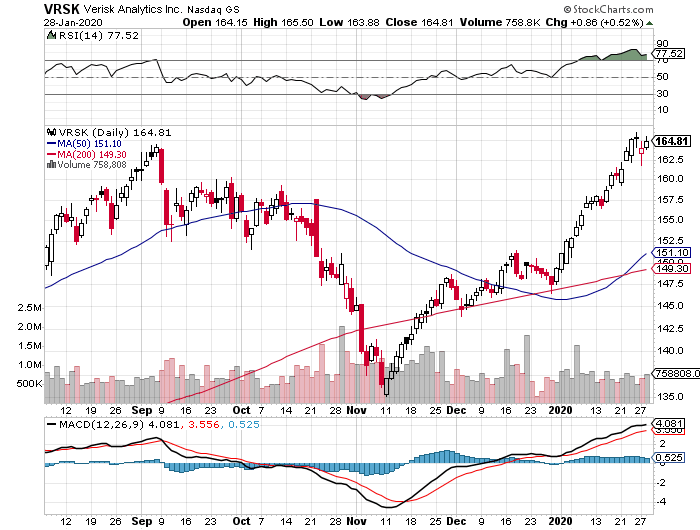 VRSK Verisk Analytics Inc. Nasdaq GS © StockCharts.com
28-Jan-2020 Open 164.15 High 165.50 Low 163.88 Close 164.81 Volume 758.8K Chg +0.86 (+0.52%)
RSI(14) 77.52
90
77.52
70
50
30
10
VRSK (Daily) 164.81
MA(50) 151.10
MA(200) 149.30
Volume 758,808
164.81
162.5
160.0
157.5
155.0
152.5
151.10
149.30
147.5
145.0
142.5
140.0
758808.0
135.0
2.5M
2.0M
1.5M
1.0M
500K
12 19 26 Sep 9 16 23 Oct 7 14 21 28 Nov 11 18 25 Dec 9 16 23 2020 13 21 27
MACD(12,26,9) 4.081, 3.556, 0.525
4.081
0.525
-2
-4
12 19 26 Sep 9 16 23 Oct 7 14 21 28 Nov 11 18 25 Dec 9 16 23 2020 13 21 27